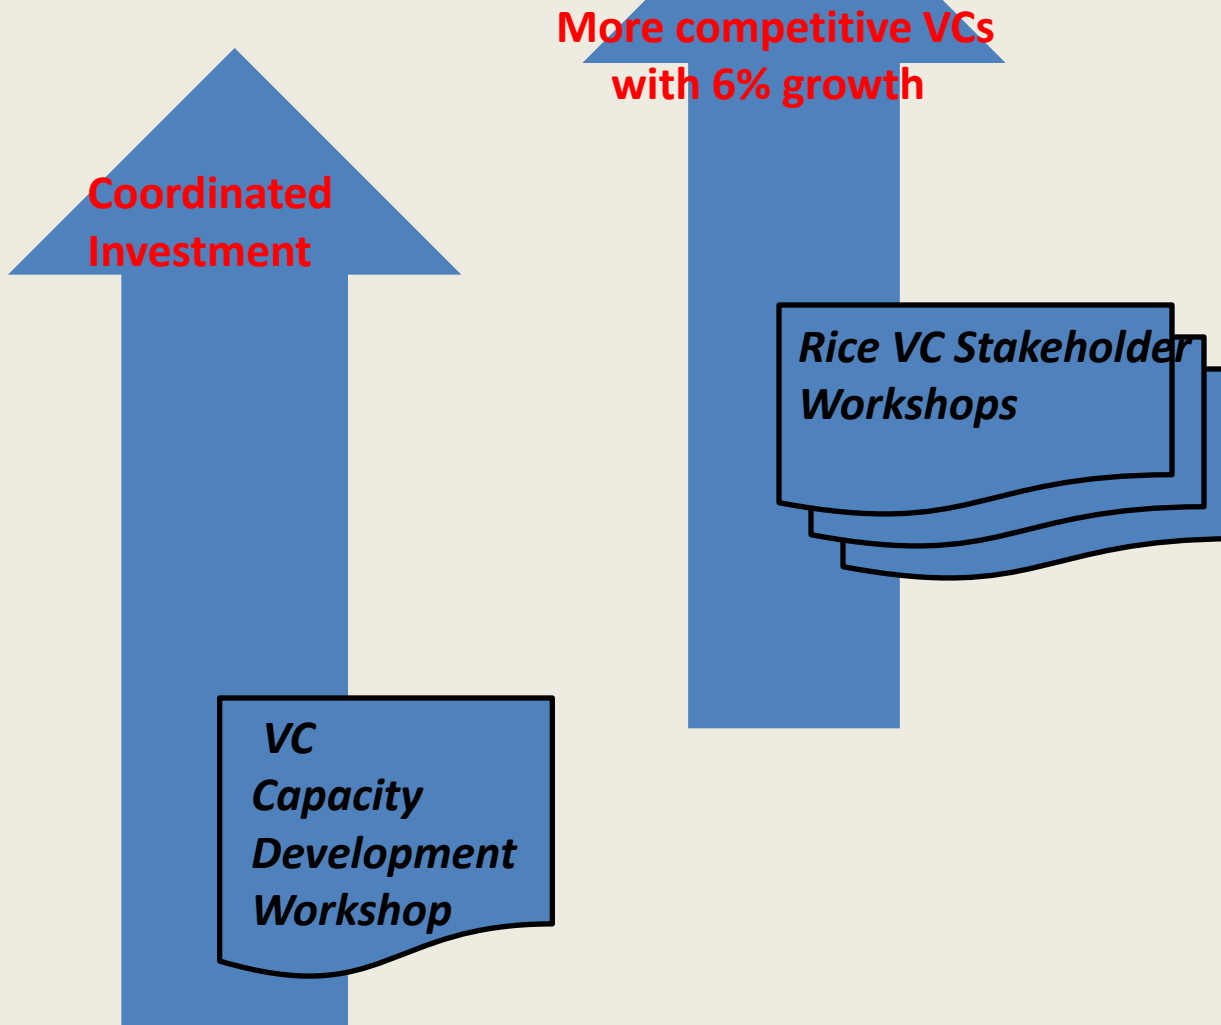 More competitive VCs
with 6% growth
Coordinated
Investment
Rice VC Stakeholder
Workshops
VC
Capacity
Development
Workshop